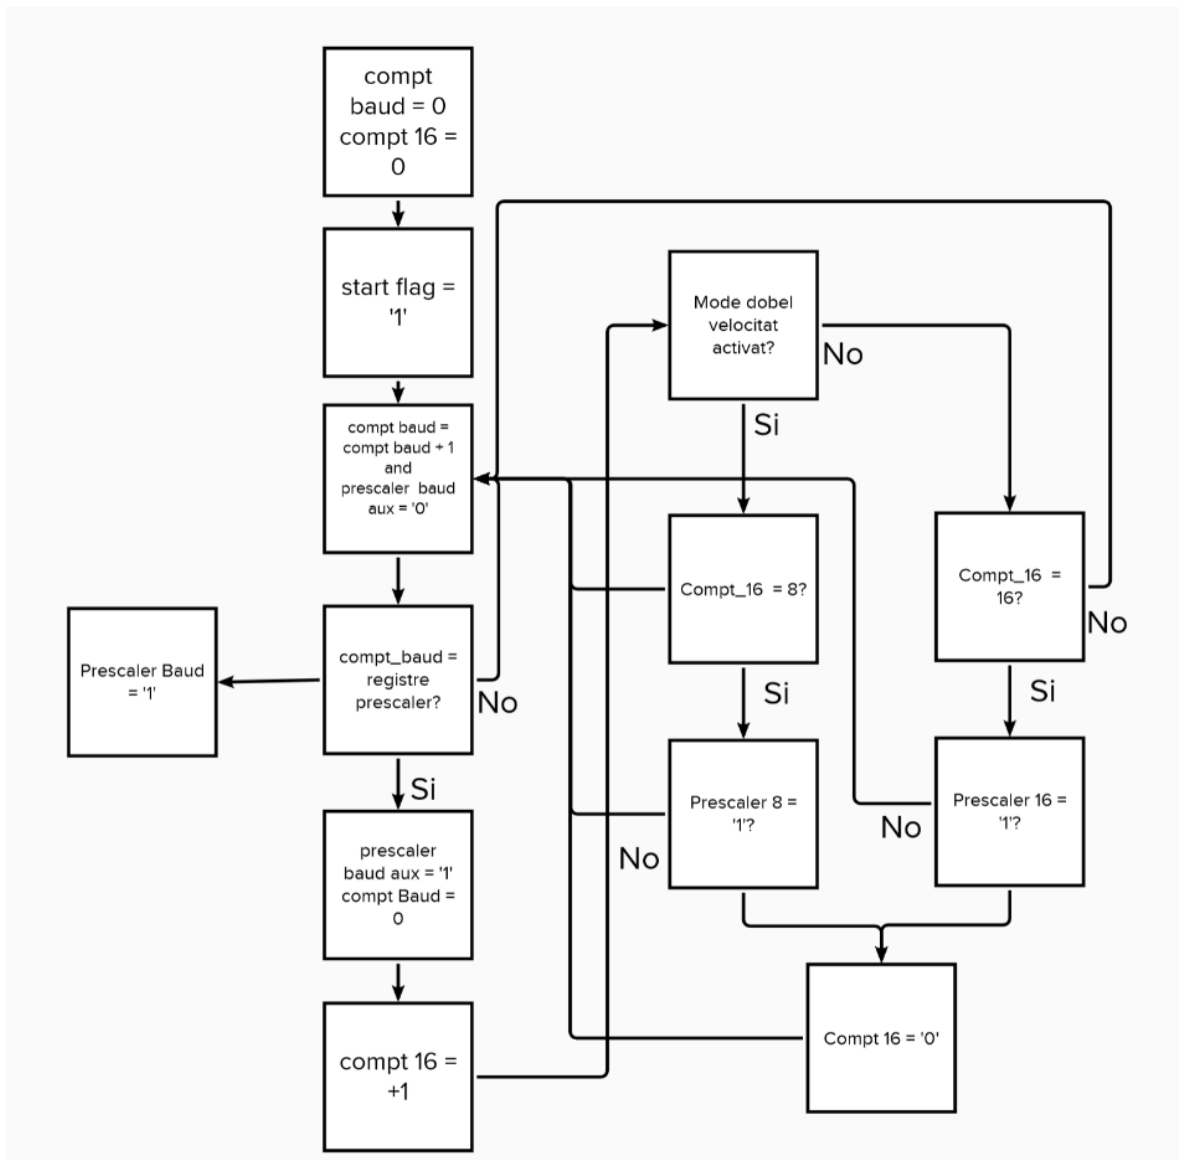 compt
baud = 0
compt 16 =
0
start flag =
'1'
compt baud =
compt baud + 1
and
prescaler baud
aux = '0'
compt_baud =
registre
prescaler?
No
Si
Prescaler Baud
= '1'
prescaler
baud aux = '1'
compt Baud =
0
compt 16 =
+1
Mode dobel
velocitat
activat?
No
Si
Compt_16 = 8?
Si
Prescaler 8 =
'1'?
No
Compt_16 =
16?
No
Si
Prescaler 16 =
'1'?
No
Compt 16 = '0'